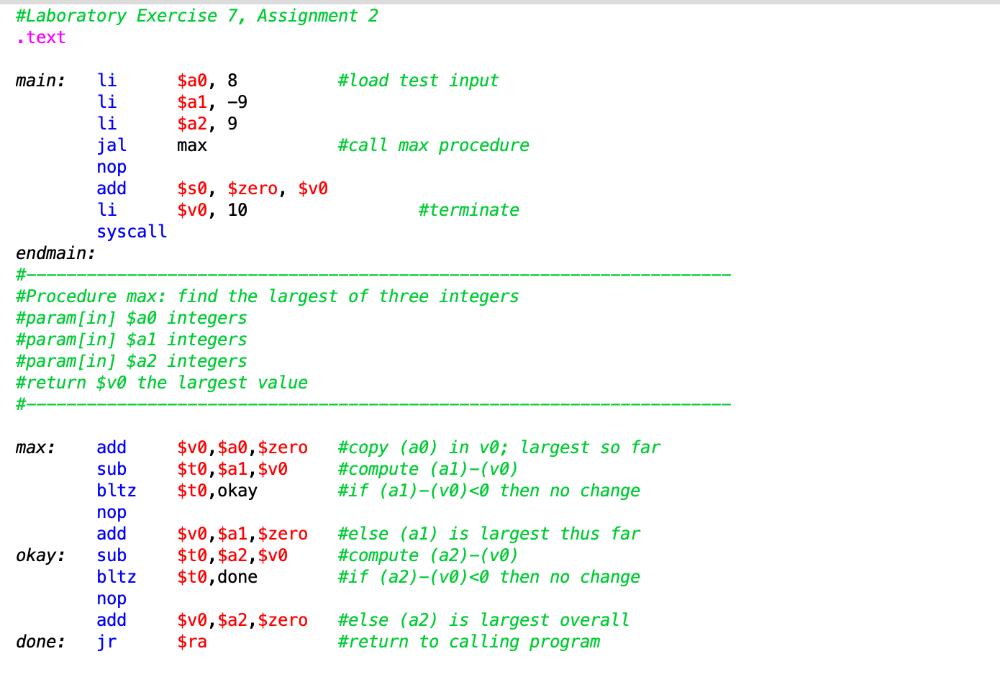 #Laboratory Exercise 7, Assignment 2
.text
main: li $a0, 8 #load test input
li $a1, -9
li $a2, 9
jal max #call max procedure
nop
add $s0, $zero, $v0
li $v0, 10 #terminate
syscall
endmain:
#----------------------------------------------------------------------
#Procedure max: find the largest of three integers
#param[in] $a0 integers
#param[in] $a1 integers
#param[in] $a2 integers
#return $v0 the largest value
#----------------------------------------------------------------------
max: add $v0,$a0,$zero #copy (a0) in v0; largest so far
sub $t0,$a1,$v0 #compute (a1)-(v0)
bltz $t0,okay #if (a1)-(v0)<0 then no change
nop
add $v0,$a1,$zero #else (a1) is largest thus far
okay: sub $t0,$a2,$v0 #compute (a2)-(v0)
bltz $t0,done #if (a2)-(v0)<0 then no change
nop
add $v0,$a2,$zero #else (a2) is largest overall
done: jr $ra #return to calling program